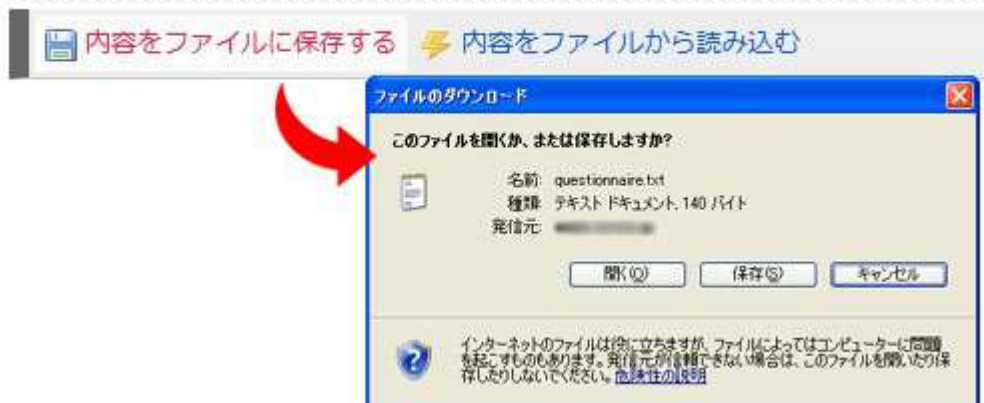 内容をファイルに保存する 内容をファイルから読み込む
ファイルのダウンロード
このファイルを開くか、または保存しますか?
名前: questionnaire.txt
種類: テキスト ドキュメント, 140 バイト
発信元:
開く(O) 保存(S) キャンセル
インターネットのファイルは役に立ちますが、ファイルによってはコンピューターに問題
を起こすものもあります。発信元が信頼できない場合は、このファイルを開いたり保
存したりしないでください。危険性の説明